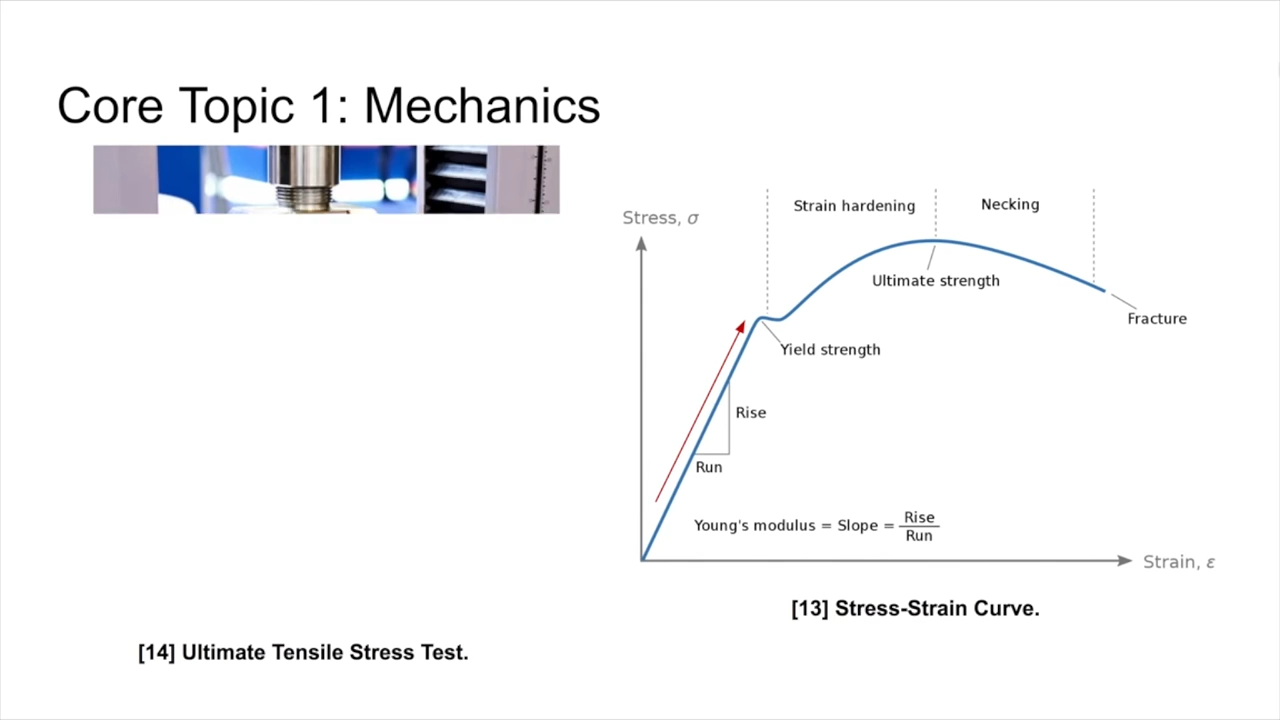 Core Topic 1: Mechanics
Stress, σ
Strain hardening
Necking
Ultimate strength
Fracture
Yield strength
Rise
Run
Young's modulus = Slope = Rise
Run
Strain, ε
[13] Stress-Strain Curve.
[14] Ultimate Tensile Stress Test.